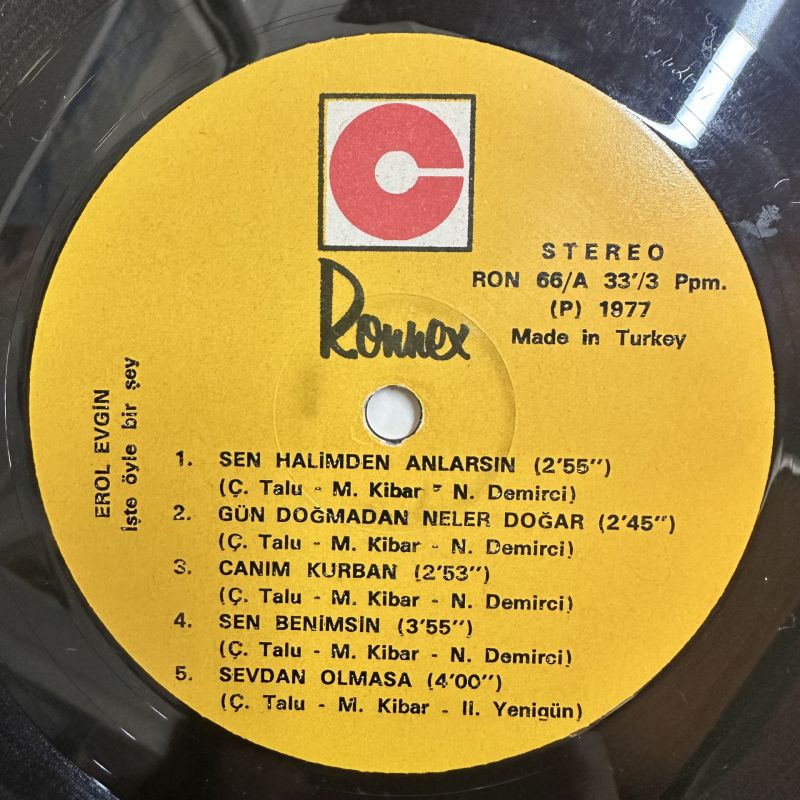 Ronnex
STEREO
RON 66/A 33'/3 Ppm.
(P) 1977
Made in Turkey
EROL EVGİN
İşte öyle bir şey
1. SEN HALİMDEN ANLARSIN (2'55")
(Ç. Talu - M. Kibar - N. Demirci)
2. GÜN DOĞMADAN NELER DOĞAR (2'45")
(Ç. Talu - M. Kibar - N. Demirci)
3. CANIM KURBAN (2'53")
(Ç. Talu - M. Kibar - N. Demirci)
4. SEN BENİMSİN (3'55")
(Ç. Talu - M. Kibar - N. Demirci)
5. SEVDAN OLMASA (4'00")
(Ç. Talu - M. Kibar - II. Yenigün)